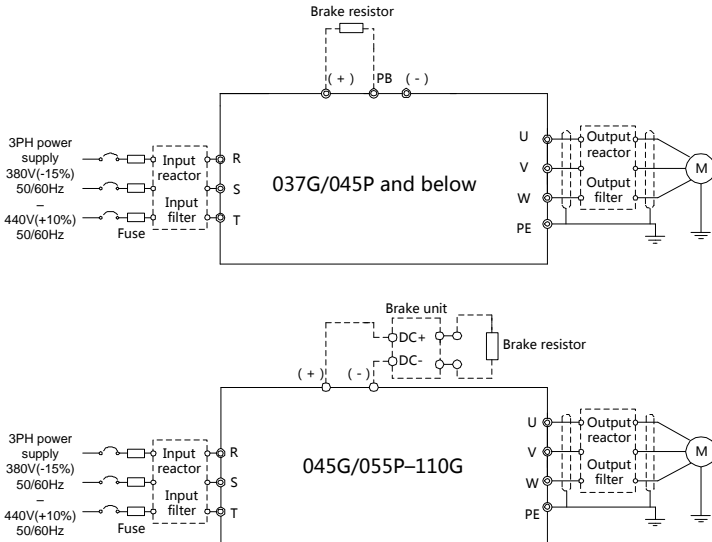 Brake resistor
(+) PB (-)
3PH power
supply
380V(-15%)
50/60Hz
–
440V(+10%)
50/60Hz
Fuse
Input
reactor
Input
filter
R
S
T
037G/045P and below
U
V
W
PE
Output
reactor
Output
filter
M
Brake unit
DC+
DC-
Brake resistor
(+) (-)
3PH power
supply
380V(-15%)
50/60Hz
–
440V(+10%)
50/60Hz
Fuse
Input
reactor
Input
filter
R
S
T
045G/055P–110G
U
V
W
PE
Output
reactor
Output
filter
M